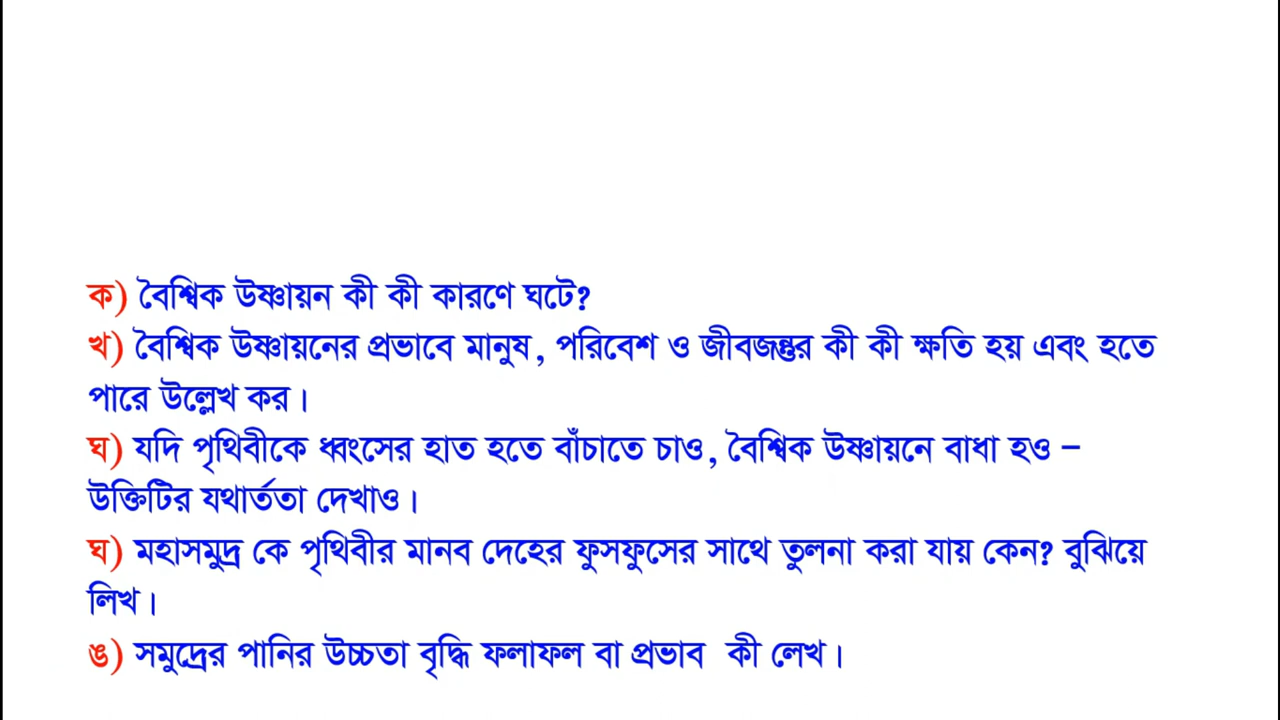 ক) বৈশ্বিক উষ্ণায়ন কী কী কারণে ঘটে?
খ) বৈশ্বিক উষ্ণায়নের প্রভাবে মানুষ, পরিবেশ ও জীবজন্তুর কী কী ক্ষতি হয় এবং হতে
পারে উল্লেখ কর।
ঘ) যদি পৃথিবীকে ধ্বংসের হাত হতে বাঁচাতে চাও, বৈশ্বিক উষ্ণায়নে বাধা হও –
উক্তিটির যথার্ততা দেখাও।
ঘ) মহাসমুদ্র কে পৃথিবীর মানব দেহের ফুসফুসের সাথে তুলনা করা যায় কেন? বুঝিয়ে
লিখ।
ঙ) সমুদ্রের পানির উচ্চতা বৃদ্ধি ফলাফল বা প্রভাব কী লেখ।